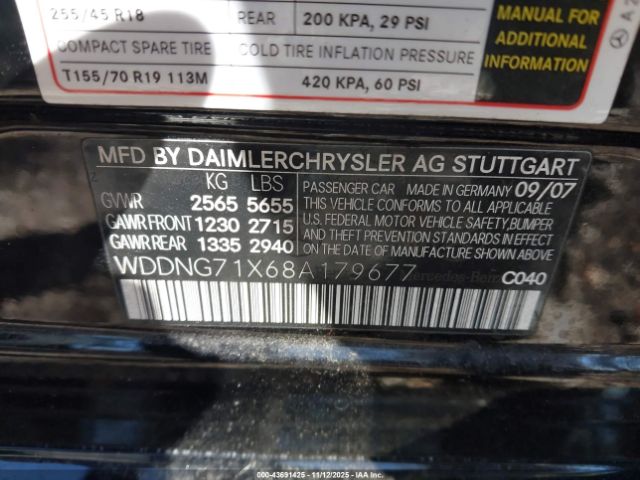 255/45 R18 REAR 200 KPA, 29 PSI
COMPACT SPARE TIRE COLD TIRE INFLATION PRESSURE
T155/70 R19 113M 420 KPA, 60 PSI
MANUAL FOR
ADDITIONAL
INFORMATION
MFD BY DAIMLERCHRYSLER AG STUTTGART
KG LBS
GVWR 2565 5655
GAWR FRONT 1230 2715
GAWR REAR 1335 2940
PASSENGER CAR MADE IN GERMANY 09/07
THIS VEHICLE CONFORMS TO ALL APPLICABLE
U.S. FEDERAL MOTOR VEHICLE SAFETY,BUMPER
AND THEFT PREVENTION STANDARDS IN EFFECT
ON THE DATE OF MANUFACTURE SHOWN ABOVE.
WDDNG71X68A179677 Mercedes-Benz C040
© 00-43691425 - 11/12/2025 - IAA Inc.